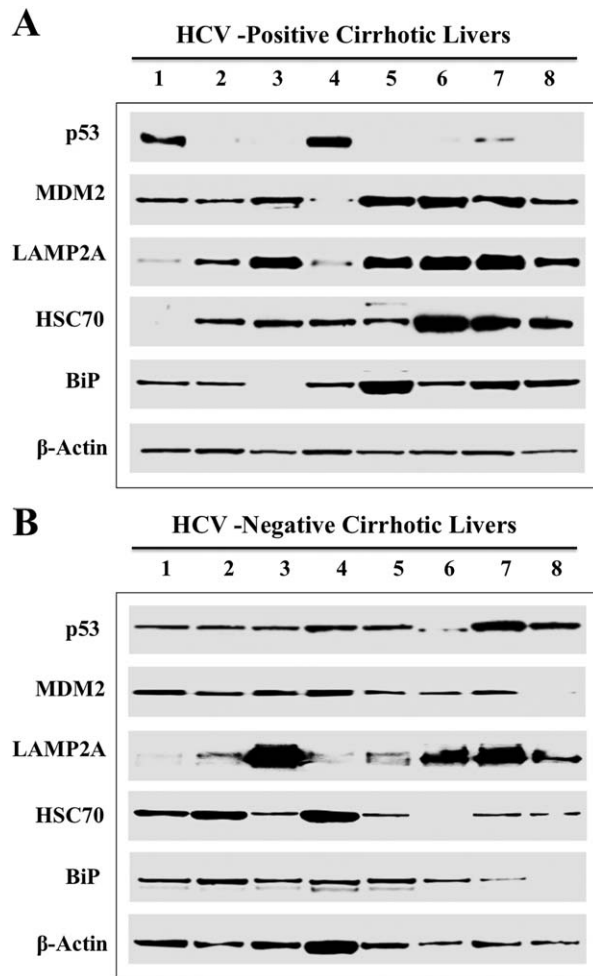 A
HCV -Positive Cirrhotic Livers
1 2 3 4 5 6 7 8
p53
MDM2
LAMP2A
HSC70
BiP
β-Actin
B
HCV -Negative Cirrhotic Livers
1 2 3 4 5 6 7 8
p53
MDM2
LAMP2A
HSC70
BiP
β-Actin